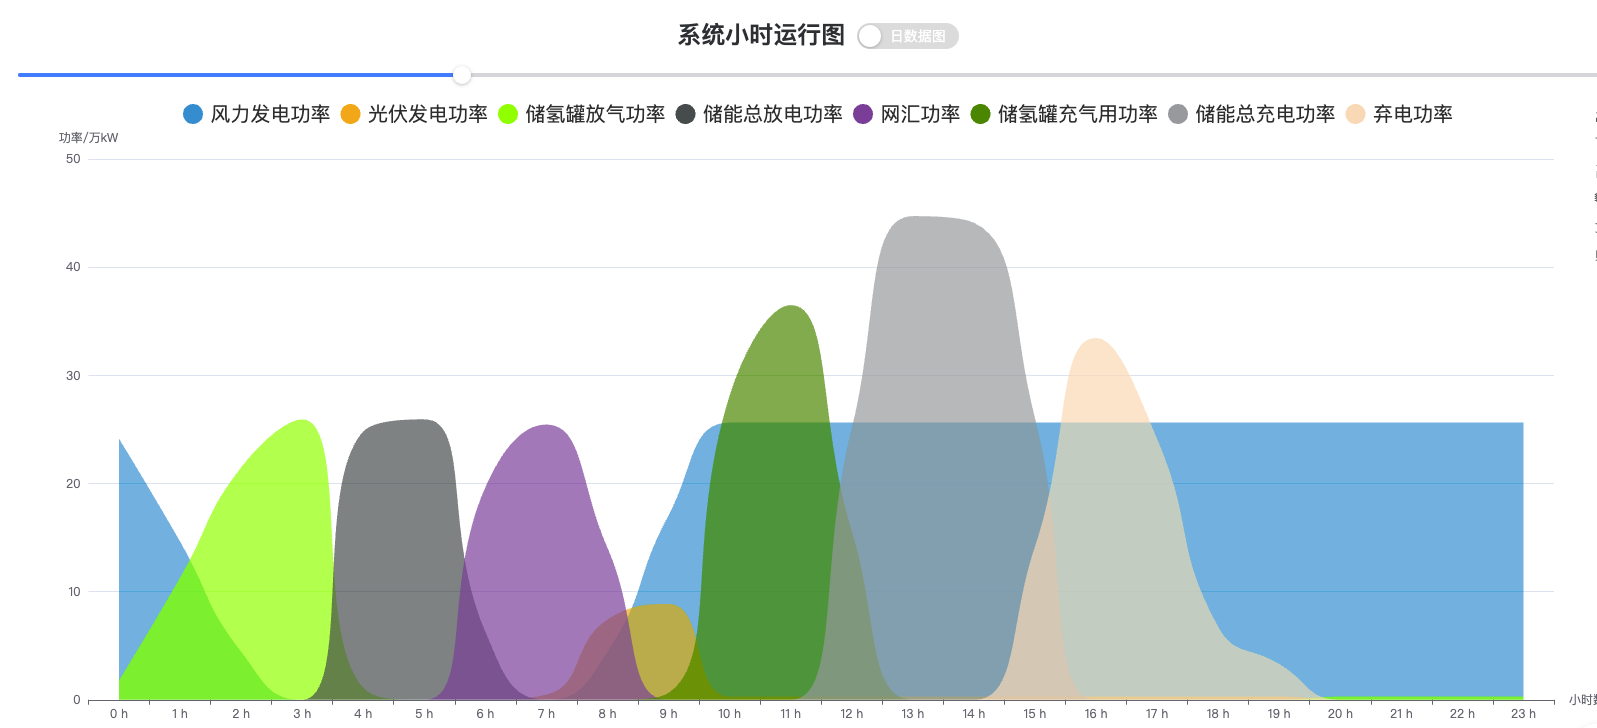 系统小时运行图 日数据图
风力发电功率 光伏发电功率 储氢罐放气功率 储能总放电功率 网汇功率 储氢罐充气用功率 储能总充电功率 弃电功率
功率/万kW
50
40
30
20
10
0
0 h 1 h 2 h 3 h 4 h 5 h 6 h 7 h 8 h 9 h 10 h 11 h 12 h 13 h 14 h 15 h 16 h 17 h 18 h 19 h 20 h 21 h 22 h 23 h
小时